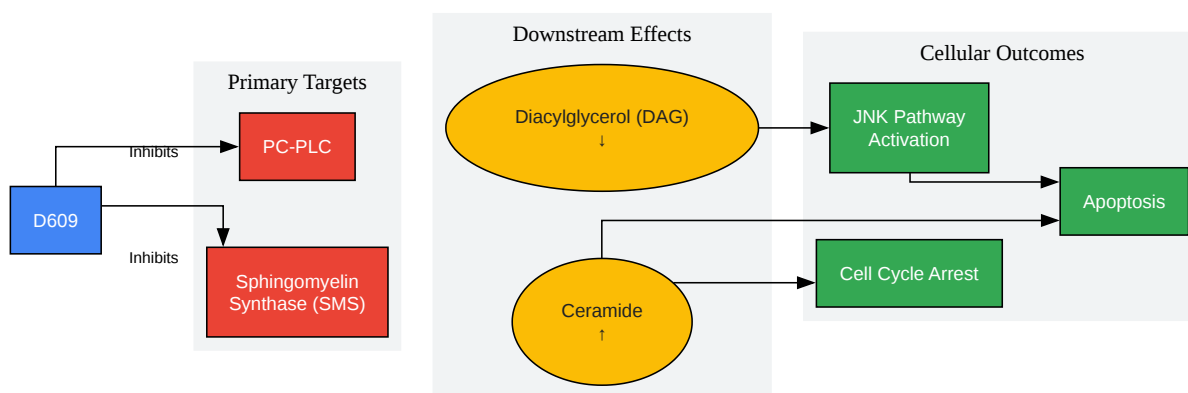 Downstream Effects
Cellular Outcomes
Primary Targets
Diacylglycerol (DAG)
↓
JNK Pathway
Activation
PC-PLC
Inhibits
Apoptosis
D609
Inhibits
Cell Cycle Arrest
Sphingomyelin
Synthase (SMS)
Ceramide
↑